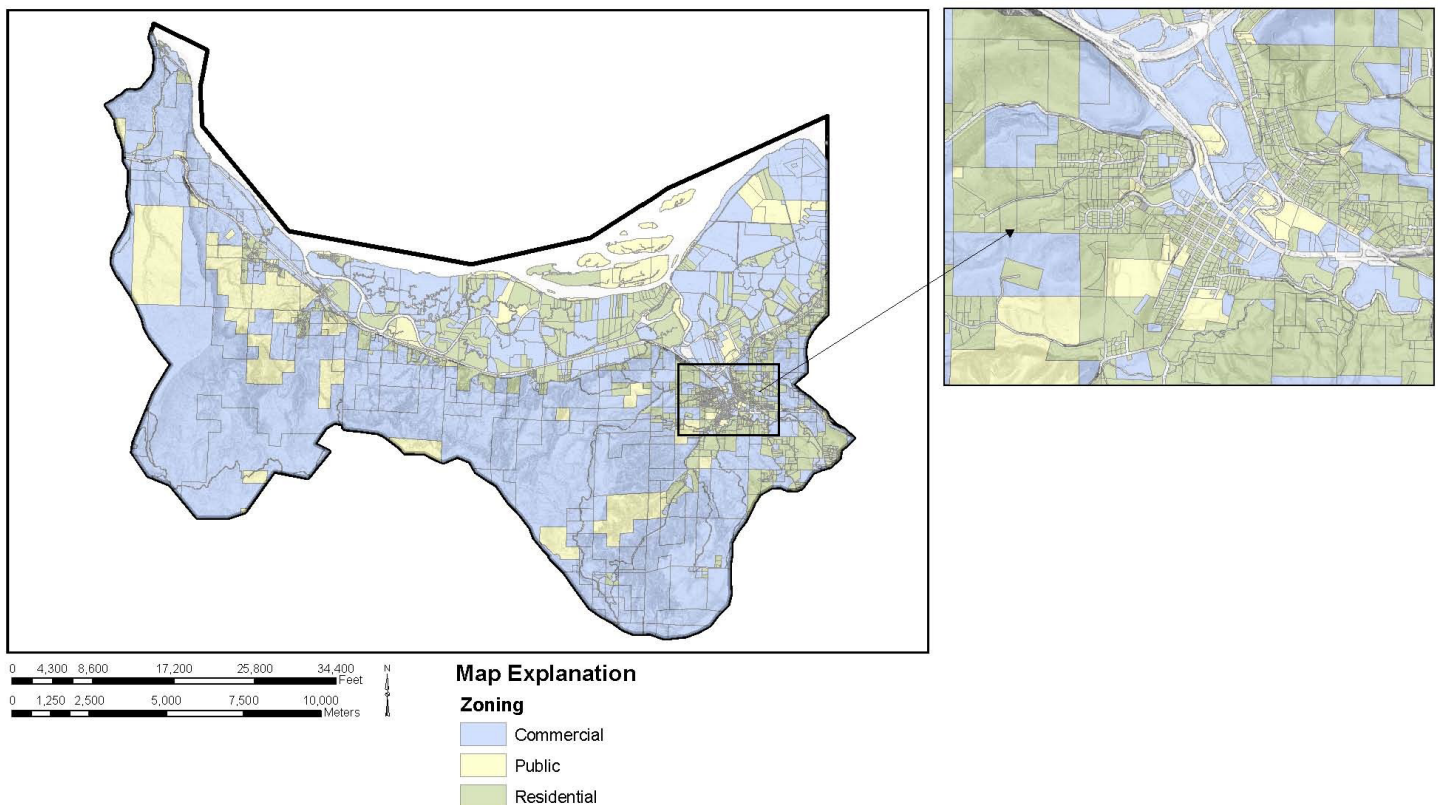 0 4,300 8,600 17,200 25,800 34,400
Feet
0 1,250 2,500 5,000 7,500 10,000
Meters
N
Map Explanation
Zoning
Commercial
Public
Residential